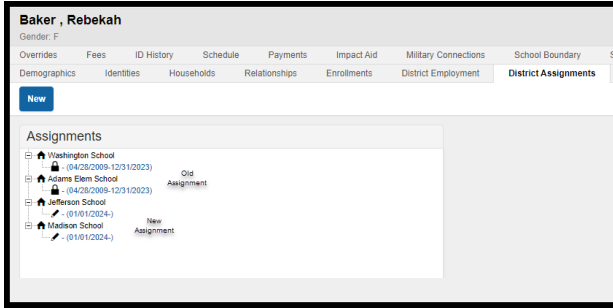 Baker , Rebekah
Gender: F
Overrides Fees ID History Schedule Payments Impact Aid Military Connections School Boundary S
Demographics Identities Households Relationships Enrollments District Employment District Assignments
New
Assignments
Washington School
- (04/28/2009-12/31/2023)
Adams Elem School
- (04/28/2009-12/31/2023)
Old
Assignment
Jefferson School
- (01/01/2024-)
Madison School
- (01/01/2024-)
New
Assignment